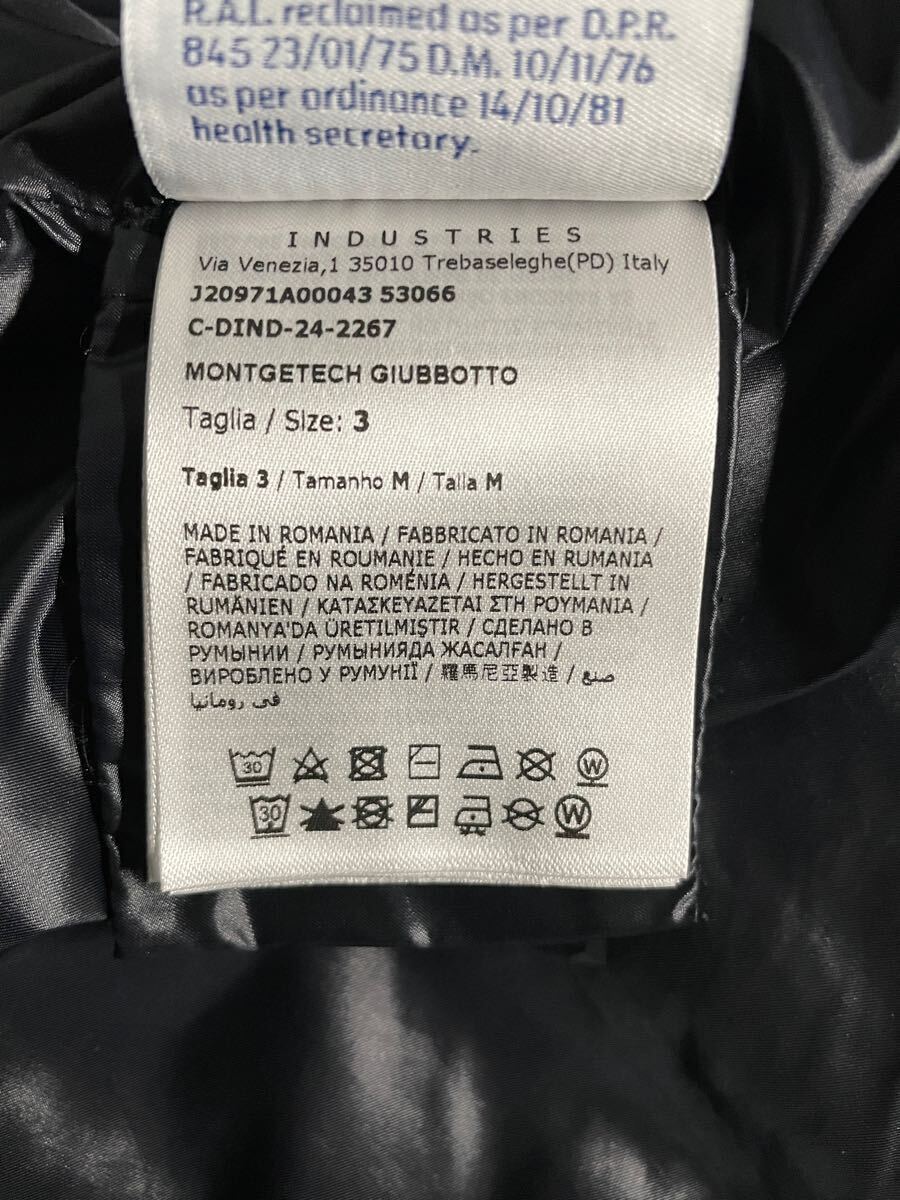 R.A.L. reclaimed as per D.P.R.
845 23/01/75 D.M. 10/11/76
as per ordinance 14/10/81
health secretary.
INDUSTRIES
Via Venezia,1 35010 Trebaseleghe(PD) Italy
J20971A00043 53066
C-DIND-24-2267
MONTGETECH GIUBBOTTO
Taglia / Size: 3
Taglia 3 / Tamanho M / Talla M
MADE IN ROMANIA / FABBRICATO IN ROMANIA /
FABRIQUÉ EN ROUMANIE / HECHO EN RUMANIA
/ FABRICADO NA ROMÉNIA / HERGESTELLT IN
RUMÄNIEN / ΚΑΤΑΣΚΕΥΑΖΕΤΑΙ ΣΤΗ ΡΟΥΜΑΝΙΑ /
ROMANYA'DA ÜRETILMIŞTIR / СДЕЛАНО В
РУМЫНИИ / РУМЫНИЯДА ЖАСАЛҒАН /
ВИРОБЛЕНО У РУМУНІЇ / 羅馬尼亞製造 / صنع
في رومانيا
30 W
30 W